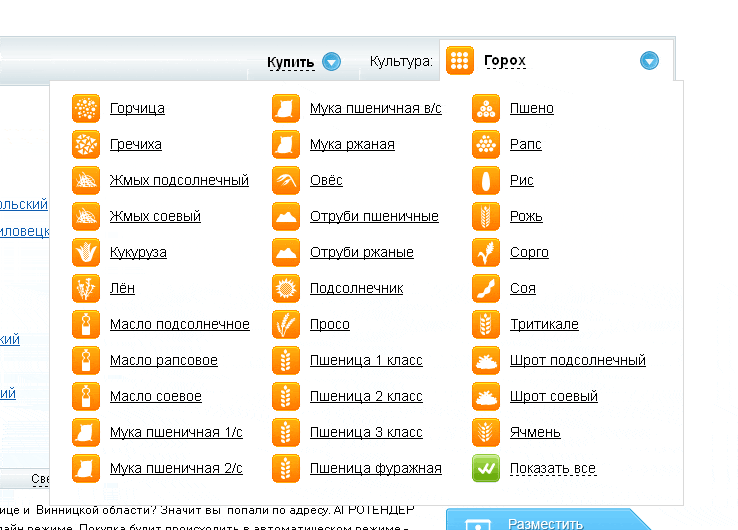 Купить Культура: Горох
Горчица Мука пшеничная в/с Пшено
Гречиха Мука ржаная Рапс
Жмых подсолнечный Овёс Рис
ольский
Жмых соевый Отруби пшеничные Рожь
иловецк
Кукуруза Отруби ржаные Сорго
Лён Подсолнечник Соя
Масло подсолнечное Просо Тритикале
кий
Масло рапсовое Пшеница 1 класс Шрот подсолнечный
ий
Масло соевое Пшеница 2 класс Шрот соевый
Мука пшеничная 1/с Пшеница 3 класс Ячмень
Мука пшеничная 2/с Пшеница фуражная Показать все
Све
ице и Винницкой области? Значит вы попали по адресу. АГРОТЕНДЕР
лайн режиме. Покупка будит происходить в автоматическом режиме -
Разместить